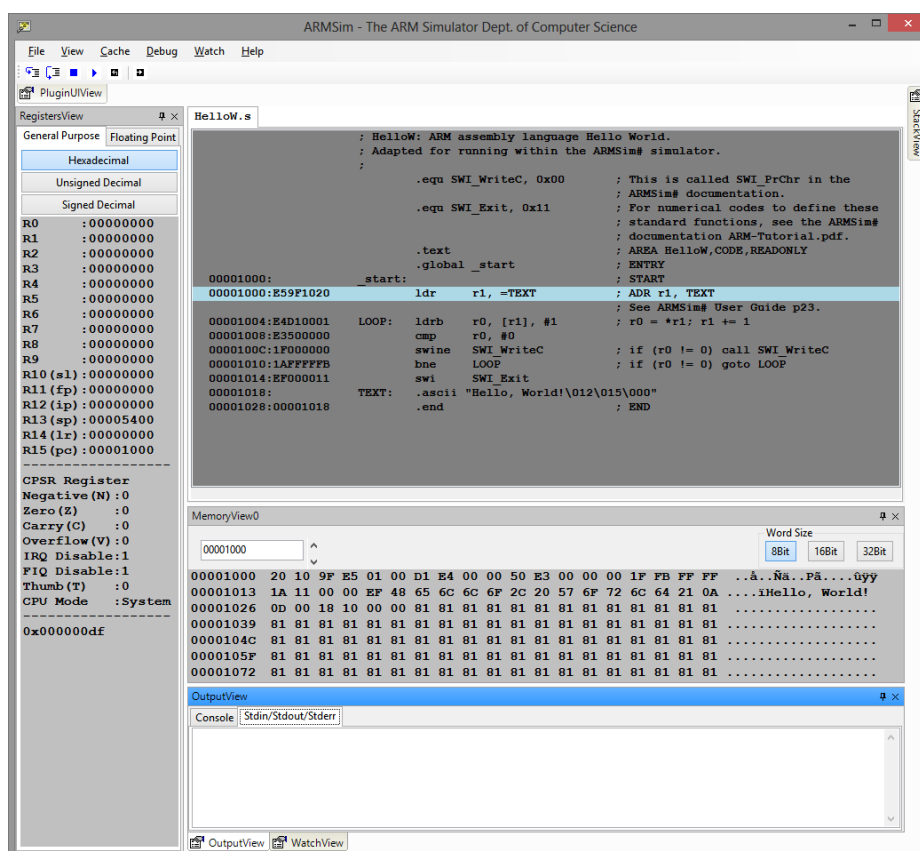 ARMSim - The ARM Simulator Dept. of Computer Science
File View Cache Debug Watch Help
PluginUIView
RegistersView
General Purpose Floating Point
Hexadecimal
Unsigned Decimal
Signed Decimal
R0 :00000000
R1 :00000000
R2 :00000000
R3 :00000000
R4 :00000000
R5 :00000000
R6 :00000000
R7 :00000000
R8 :00000000
R9 :00000000
R10(sl):00000000
R11(fp):00000000
R12(ip):00000000
R13(sp):00005400
R14(lr):00000000
R15(pc):00001000
-------------------
CPSR Register
Negative(N):0
Zero(Z) :0
Carry(C) :0
Overflow(V):0
IRQ Disable:1
FIQ Disable:1
Thumb(T) :0
CPU Mode :System
-------------------
0x000000df
HelloW.s
; HelloW: ARM assembly language Hello World.
; Adapted for running within the ARMSim# simulator.
;
.equ SWI_WriteC, 0x00 ; This is called SWI_PrChr in the
; ARMSim# documentation.
.equ SWI_Exit, 0x11 ; For numerical codes to define these
; standard functions, see the ARMSim#
; documentation ARM-Tutorial.pdf.
.text ; AREA HelloW,CODE,READONLY
.global _start ; ENTRY
00001000: _start: ; START
00001000:E59F1020 ldr r1, =TEXT ; ADR r1, TEXT
; See ARMSim# User Guide p23.
00001004:E4D10001 LOOP: ldrb r0, [r1], #1 ; r0 = *r1; r1 += 1
00001008:E3500000 cmp r0, #0
0000100C:1F000000 swine SWI_WriteC ; if (r0 != 0) call SWI_WriteC
00001010:1AFFFFFB bne LOOP ; if (r0 != 0) goto LOOP
00001014:EF000011 swi SWI_Exit
00001018: TEXT: .ascii "Hello, World!\012\015\000"
00001028:00001018 .end ; END
StackView
MemoryView0
00001000
Word Size
8Bit 16Bit 32Bit
00001000 20 10 9F E5 01 00 D1 E4 00 00 50 E3 00 00 00 1F FB FF FF ..å..Ñä..Pã....ûÿÿ
00001013 1A 11 00 00 EF 48 65 6C 6C 6F 2C 20 57 6F 72 6C 64 21 0A ....ïHello, World!
00001026 0D 00 18 10 00 00 81 81 81 81 81 81 81 81 81 81 81 81 81 ...................
00001039 81 81 81 81 81 81 81 81 81 81 81 81 81 81 81 81 81 81 81 ...................
0000104C 81 81 81 81 81 81 81 81 81 81 81 81 81 81 81 81 81 81 81 ...................
0000105F 81 81 81 81 81 81 81 81 81 81 81 81 81 81 81 81 81 81 81 ...................
00001072 81 81 81 81 81 81 81 81 81 81 81 81 81 81 81 81 81 81 81 ...................
OutputView
Console Stdin/Stdout/Stderr
OutputView WatchView